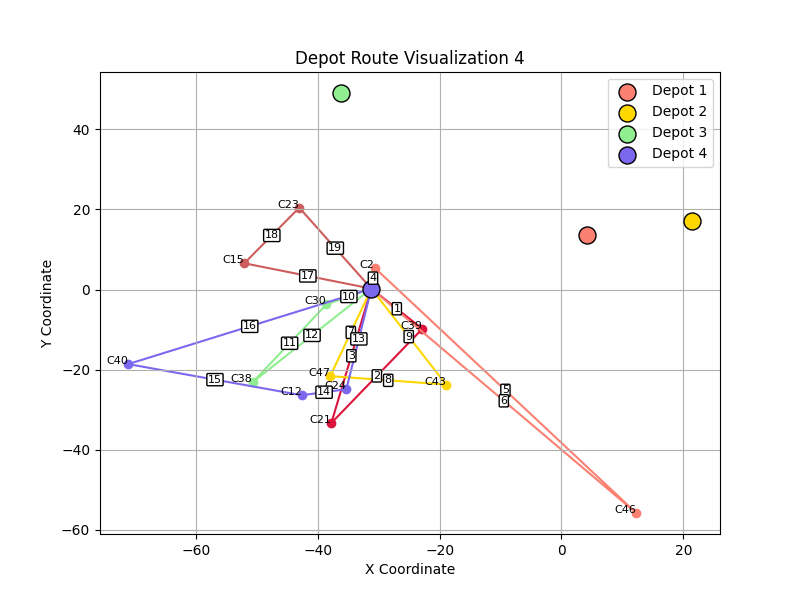 Depot Route Visualization 4
Depot 1
Depot 2
Depot 3
Depot 4
Y Coordinate
40
20
0
−20
−40
−60
C23
18
19
C15
17
C2
4
C30
10
1
16
C39
7
9
12
13
11
3
C40
C47
2
8
C38
15
C43
C24
C12
14
5
6
C21
C46
−60
−40
−20
0
20
X Coordinate